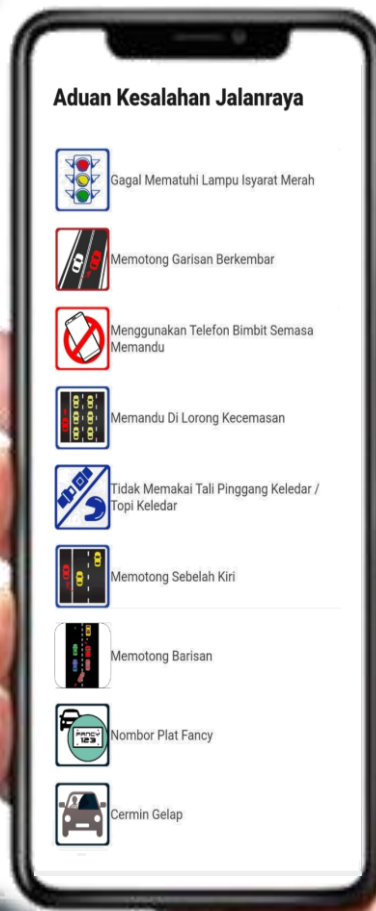 Aduan Kesalahan Jalanraya
Gagal Mematuhi Lampu Isyarat Merah
Memotong Garisan Berkembar
Menggunakan Telefon Bimbit Semasa
Memandu
Memandu Di Lorong Kecemasan
Tidak Memakai Tali Pinggang Keledar /
Topi Keledar
Memotong Sebelah Kiri
Memotong Barisan
FANCY
123
Nombor Plat Fancy
Cermin Gelap